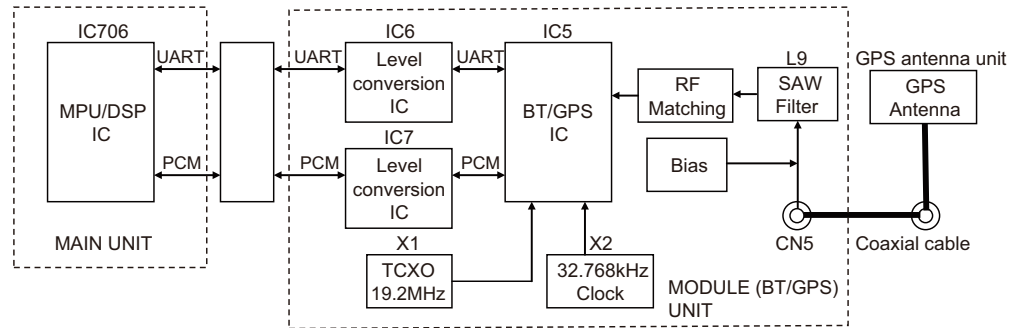 IC706
MPU/DSP
IC
UART
PCM
MAIN UNIT
UART
PCM
IC6
Level
conversion
IC
IC7
Level
conversion
IC
UART
PCM
IC5
BT/GPS
IC
X1
TCXO
19.2MHz
X2
32.768kHz
Clock
RF
Matching
L9
SAW
Filter
Bias
CN5
MODULE (BT/GPS)
UNIT
GPS antenna unit
GPS
Antenna
Coaxial cable